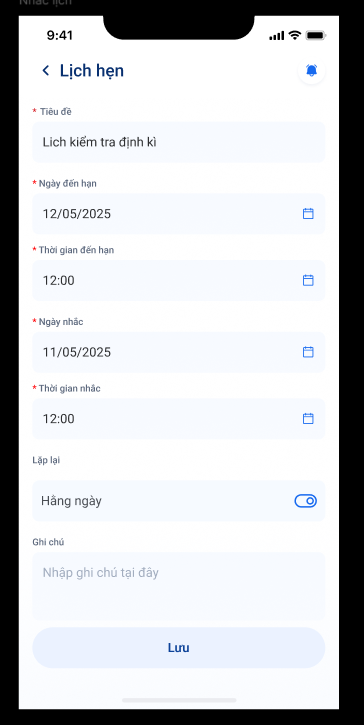 Nhắc lịch
9:41
Lịch hẹn
* Tiêu đề
Lich kiểm tra định kì
* Ngày đến hạn
12/05/2025
* Thời gian đến hạn
12:00
* Ngày nhắc
11/05/2025
* Thời gian nhắc
12:00
Lặp lại
Hằng ngày
Ghi chú
Nhập ghi chú tại đây
Lưu